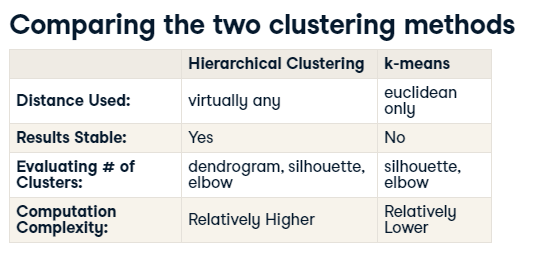 Comparing the two clustering methods
Hierarchical Clustering k-means
Distance Used: virtually any euclidean
only
Results Stable: Yes No
Evaluating # of
Clusters: dendrogram, silhouette,
elbow silhouette,
elbow
Computation
Complexity: Relatively Higher Relatively
Lower